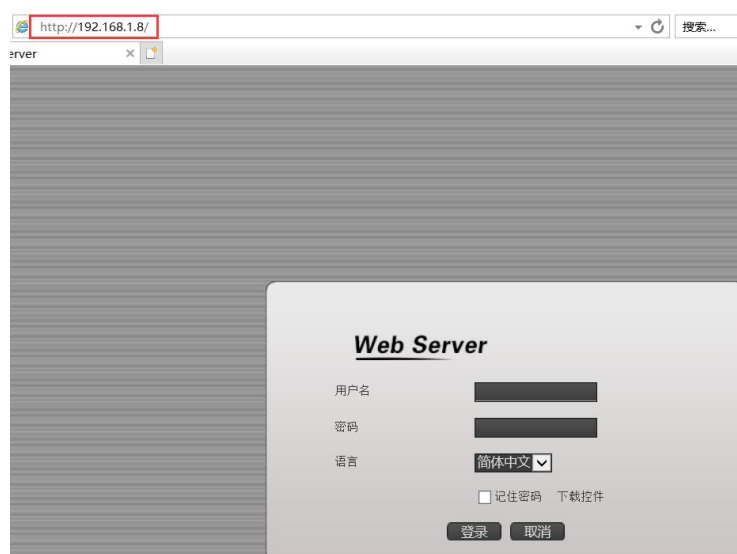 http://192.168.1.8/
搜索...
erver
Web Server
用户名
密码
语言
简体中文
记住密码 下载控件
登录 取消